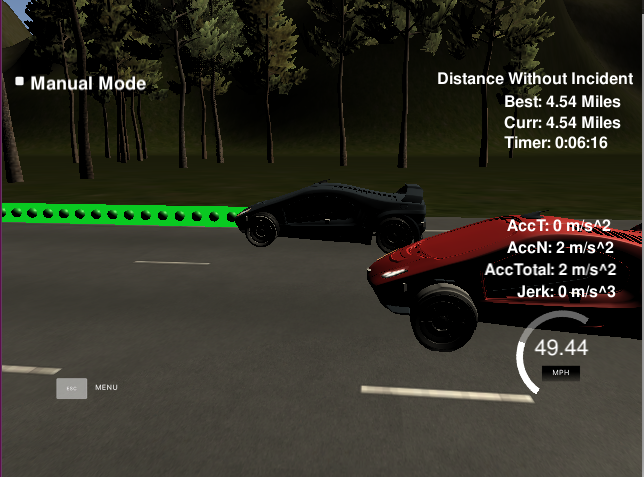 Manual Mode
Distance Without Incident
Best: 4.54 Miles
Curr: 4.54 Miles
Timer: 0:06:16
AccT: 0 m/s^2
AccN: 2 m/s^2
AccTotal: 2 m/s^2
Jerk: 0 m/s^3
49.44
MPH
ESC
MENU